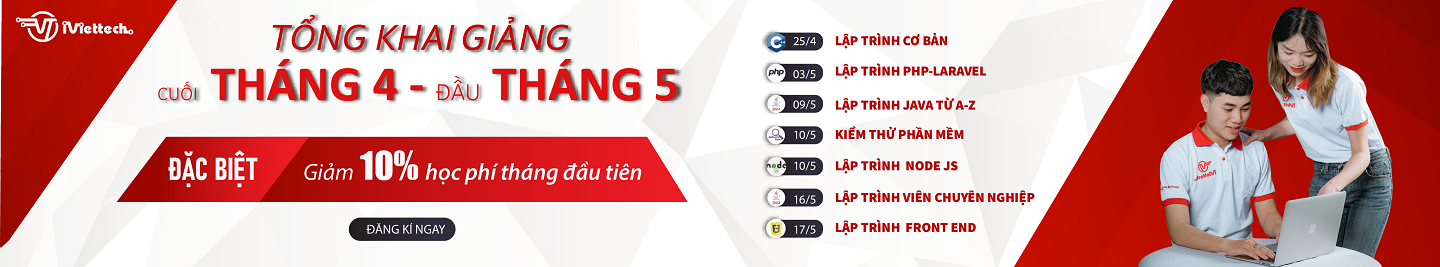 iViettech
TỔNG KHAI GIẢNG
CUỐI THÁNG 4 - ĐẦU THÁNG 5
ĐẶC BIỆT Giảm 10% học phí tháng đầu tiên
ĐĂNG KÍ NGAY
25/4 LẬP TRÌNH CƠ BẢN
php 03/5 LẬP TRÌNH PHP-LARAVEL
09/5 LẬP TRÌNH JAVA TỪ A-Z
10/5 KIỂM THỬ PHẦN MỀM
node 10/5 LẬP TRÌNH NODE JS
16/5 LẬP TRÌNH VIÊN CHUYÊN NGHIỆP
17/5 LẬP TRÌNH FRONT END